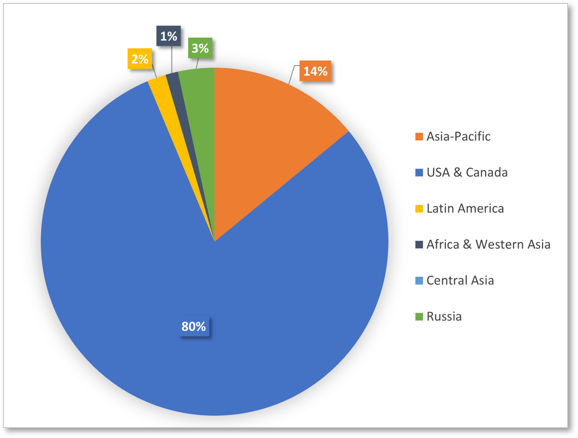 1%
2%
3%
14%
80%
Asia-Pacific
USA & Canada
Latin America
Africa & Western Asia
Central Asia
Russia